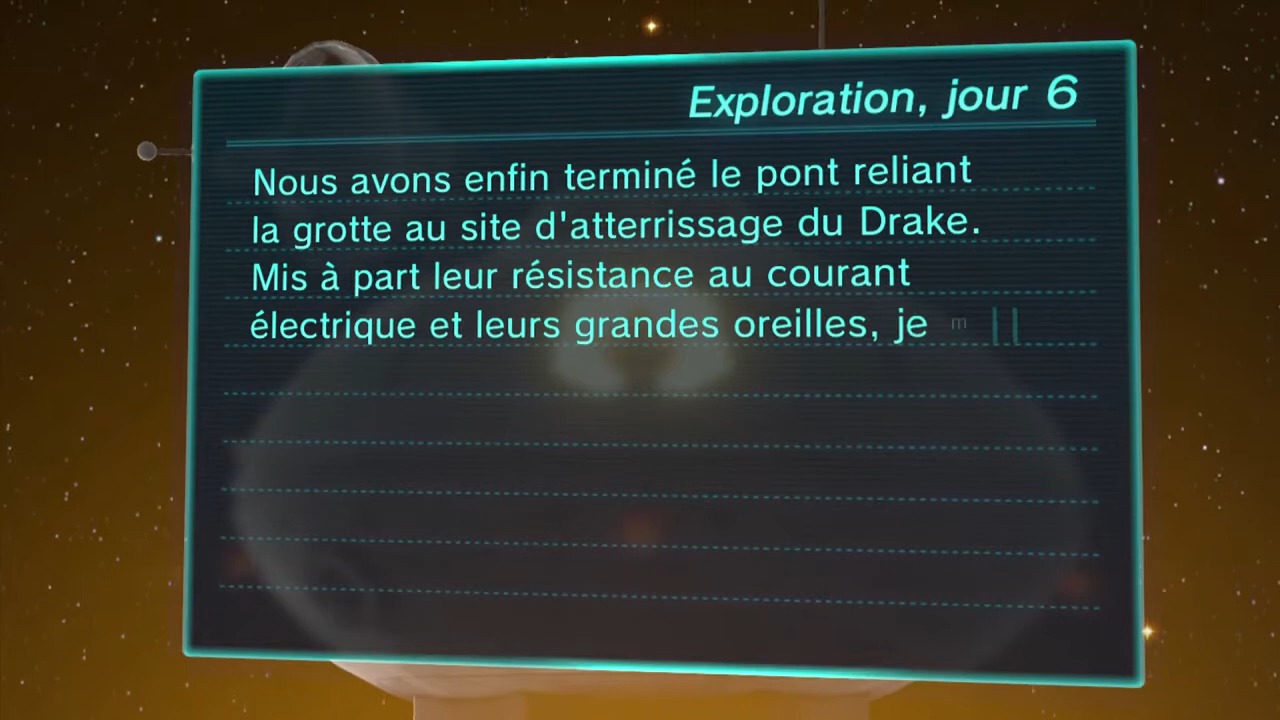 Exploration, jour 6
Nous avons enfin terminé le pont reliant
la grotte au site d'atterrissage du Drake.
Mis à part leur résistance au courant
électrique et leurs grandes oreilles, je m